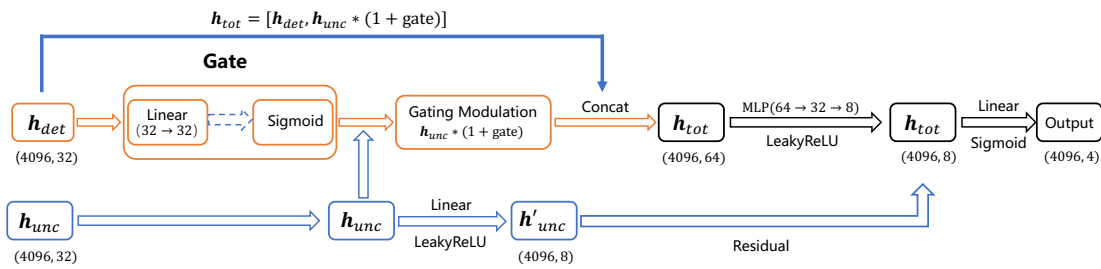 𝒉_tot = [𝒉_det, 𝒉_unc ∗ (1 + gate)]
Gate
𝒉_det
Linear
(32 → 32)
Sigmoid
Gating Modulation
𝒉_unc ∗ (1 + gate)
Concat
𝒉_tot
MLP(64 → 32 → 8)
LeakyReLU
𝒉_tot
Linear
Sigmoid
Output
(4096, 32)
(4096, 64)
(4096, 8)
(4096, 4)
𝒉_unc
𝒉_unc
Linear
LeakyReLU
𝒉'_unc
Residual
(4096, 32)
(4096, 8)